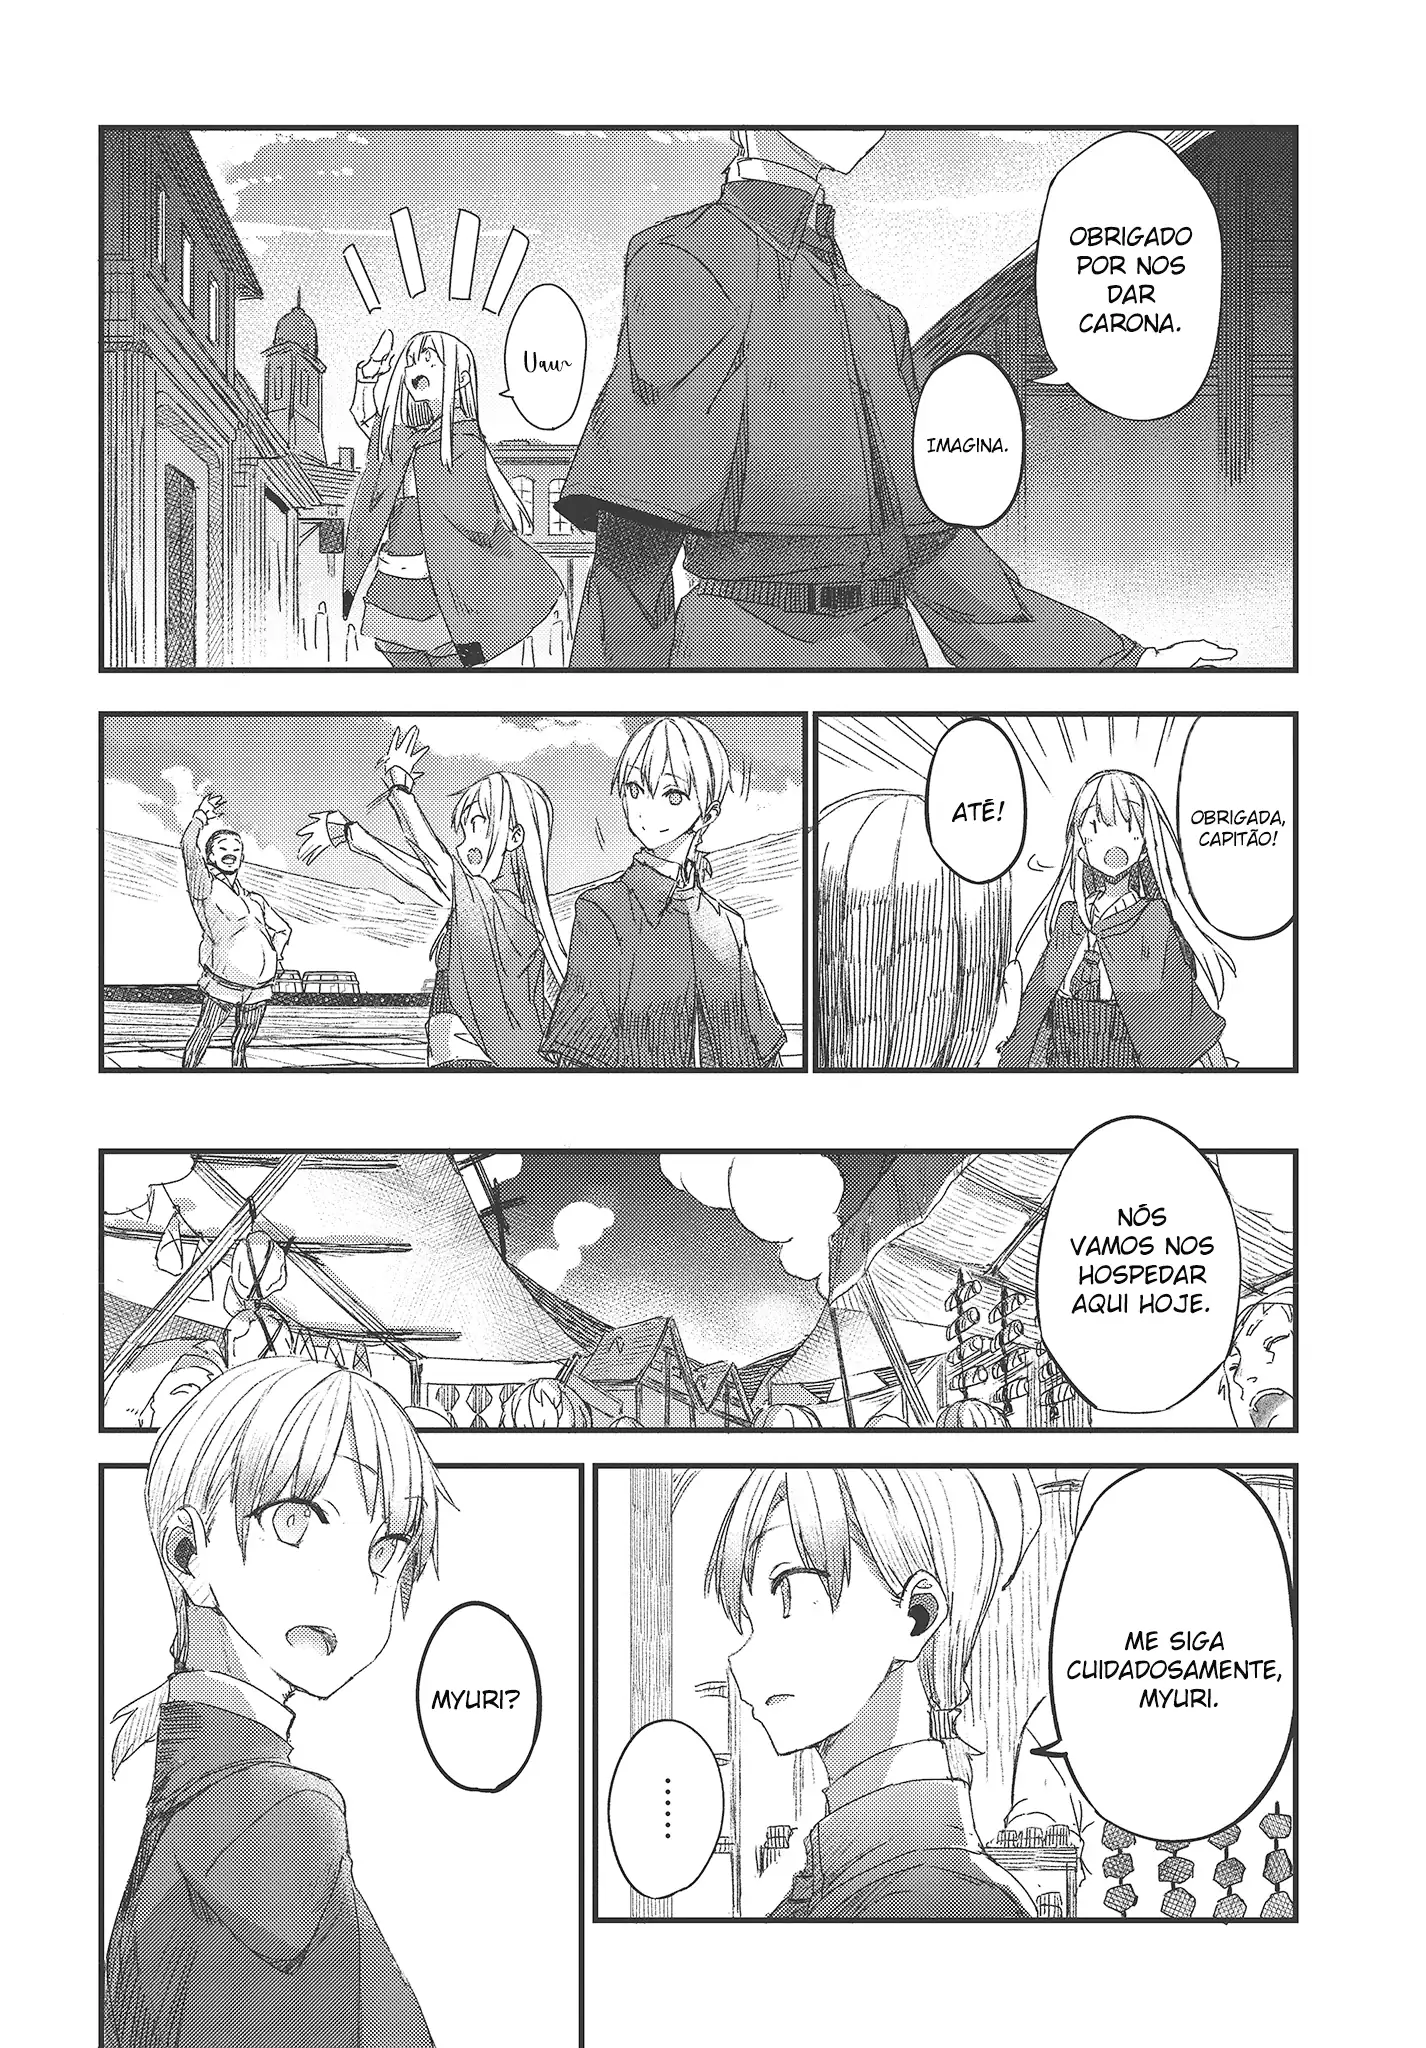 OBRIGADO
POR NOS
DAR
CARONA.
IMAGINA.
Uau~
OBRIGADA,
CAPITÃO!
ATÉ!
NÓS
VAMOS NOS
HOSPEDAR
AQUI HOJE.
ME SIGA
CUIDADOSAMENTE,
MYURI.
.......
MYURI?